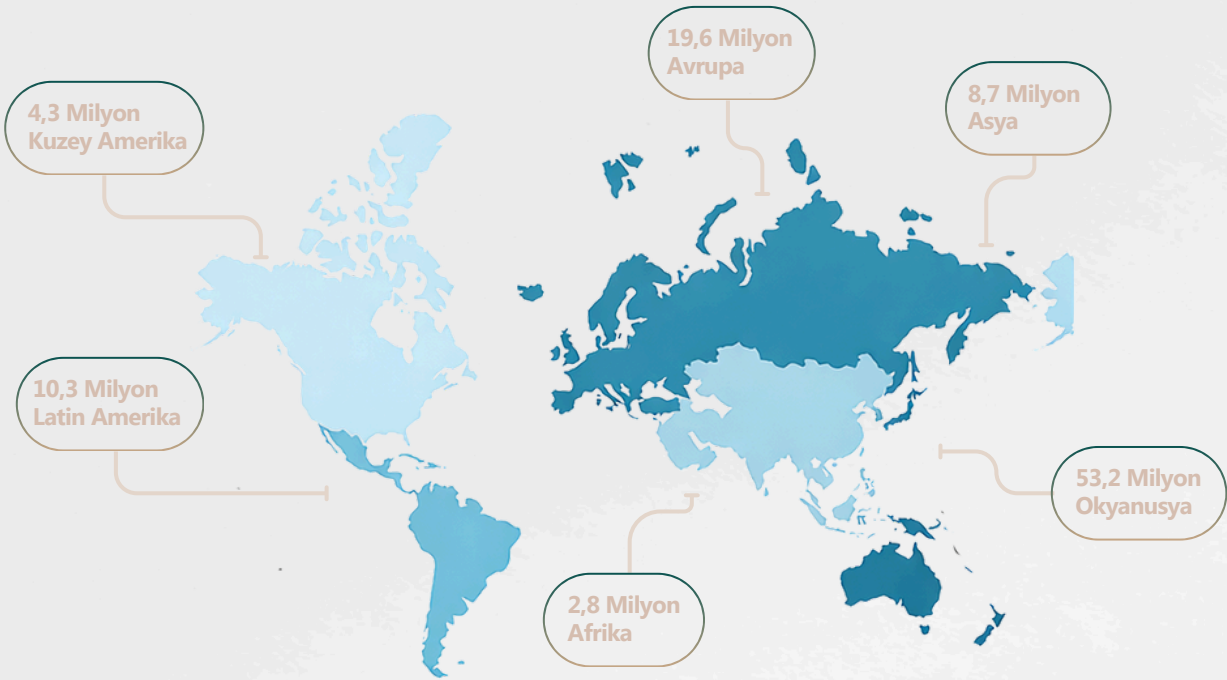 19,6 Milyon
Avrupa
4,3 Milyon
Kuzey Amerika
8,7 Milyon
Asya
10,3 Milyon
Latin Amerika
53,2 Milyon
Okyanusya
2,8 Milyon
Afrika